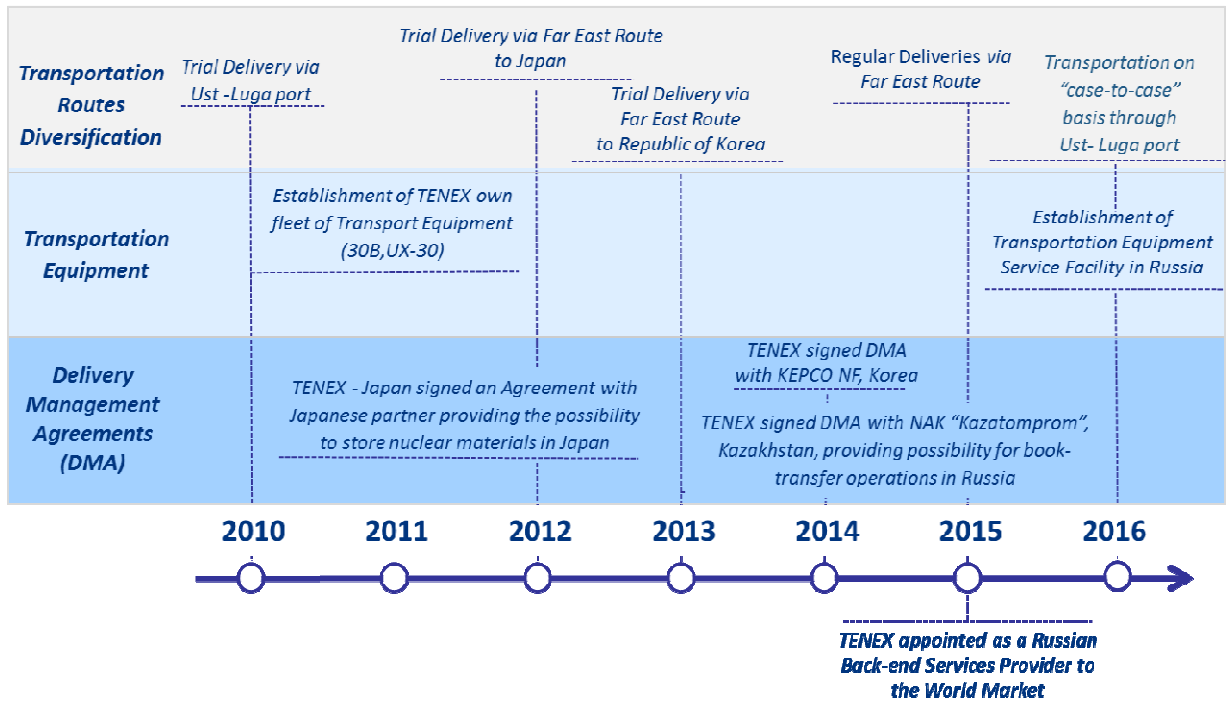 Transportation
Routes
Diversification
Trial Delivery via
Ust -Luga port
Trial Delivery via Far East Route
to Japan
Trial Delivery via
Far East Route
to Republic of Korea
Regular Deliveries via
Far East Route
Transportation on
"case-to-case"
basis through
Ust- Luga port
Transportation
Equipment
Establishment of TENEX own
fleet of Transport Equipment
(30B,UX-30)
Establishment of
Transportation Equipment
Service Facility in Russia
Delivery
Management
Agreements
(DMA)
TENEX - Japan signed an Agreement with
Japanese partner providing the possibility
to store nuclear materials in Japan
TENEX signed DMA
with KEPCO NF, Korea
TENEX signed DMA with NAK "Kazatomprom",
Kazakhstan, providing possibility for book-
transfer operations in Russia
2010 2011 2012 2013 2014 2015 2016
TENEX appointed as a Russian
Back-end Services Provider to
the World Market